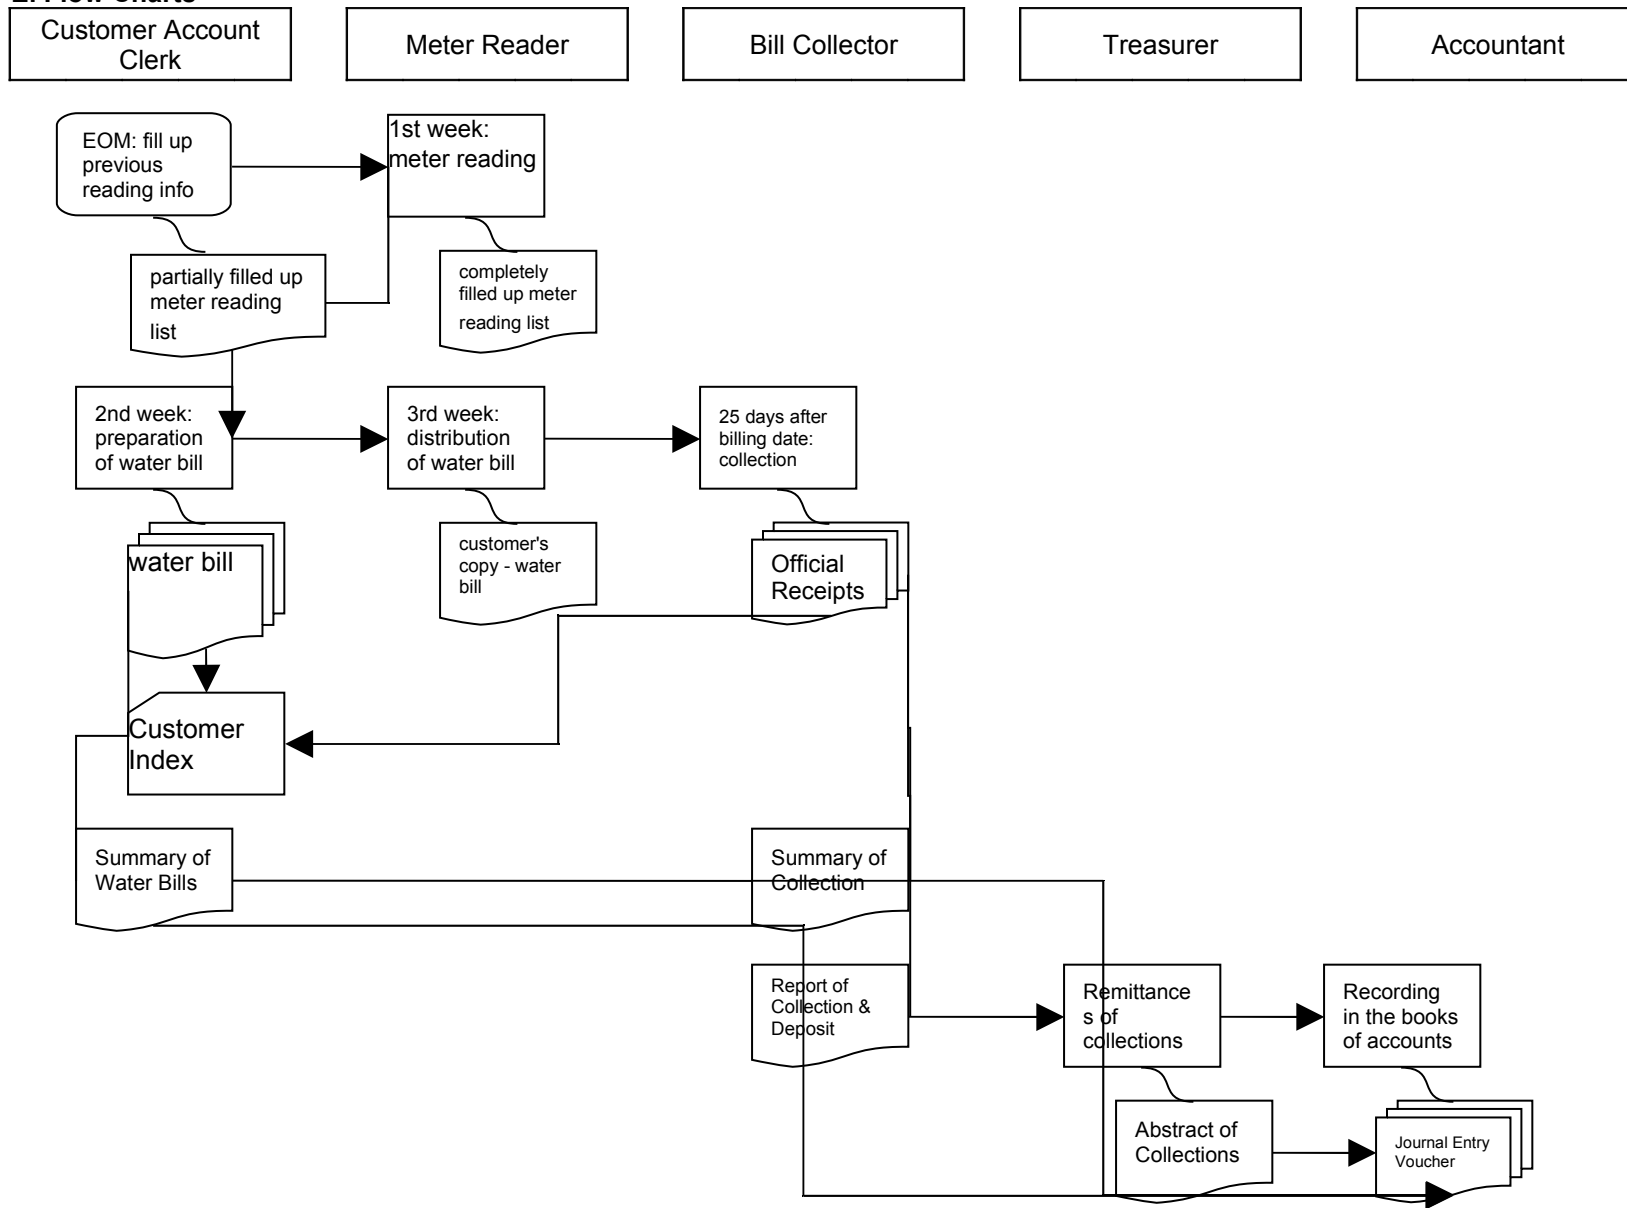 2. Flow Charts
Customer Account
Clerk
Meter Reader
Bill Collector
Treasurer
Accountant
EOM: fill up
previous
reading info
1st week:
meter reading
partially filled up
meter reading
list
completely
filled up meter
reading list
2nd week:
preparation
of water bill
3rd week:
distribution
of water bill
25 days after
billing date:
collection
water bill
customer's
copy - water
bill
Official
Receipts
Customer
Index
Summary of
Water Bills
Summary of
Collection
Report of
Collection &
Deposit
Remittance
s of
collections
Recording
in the books
of accounts
Abstract of
Collections
Journal Entry
Voucher